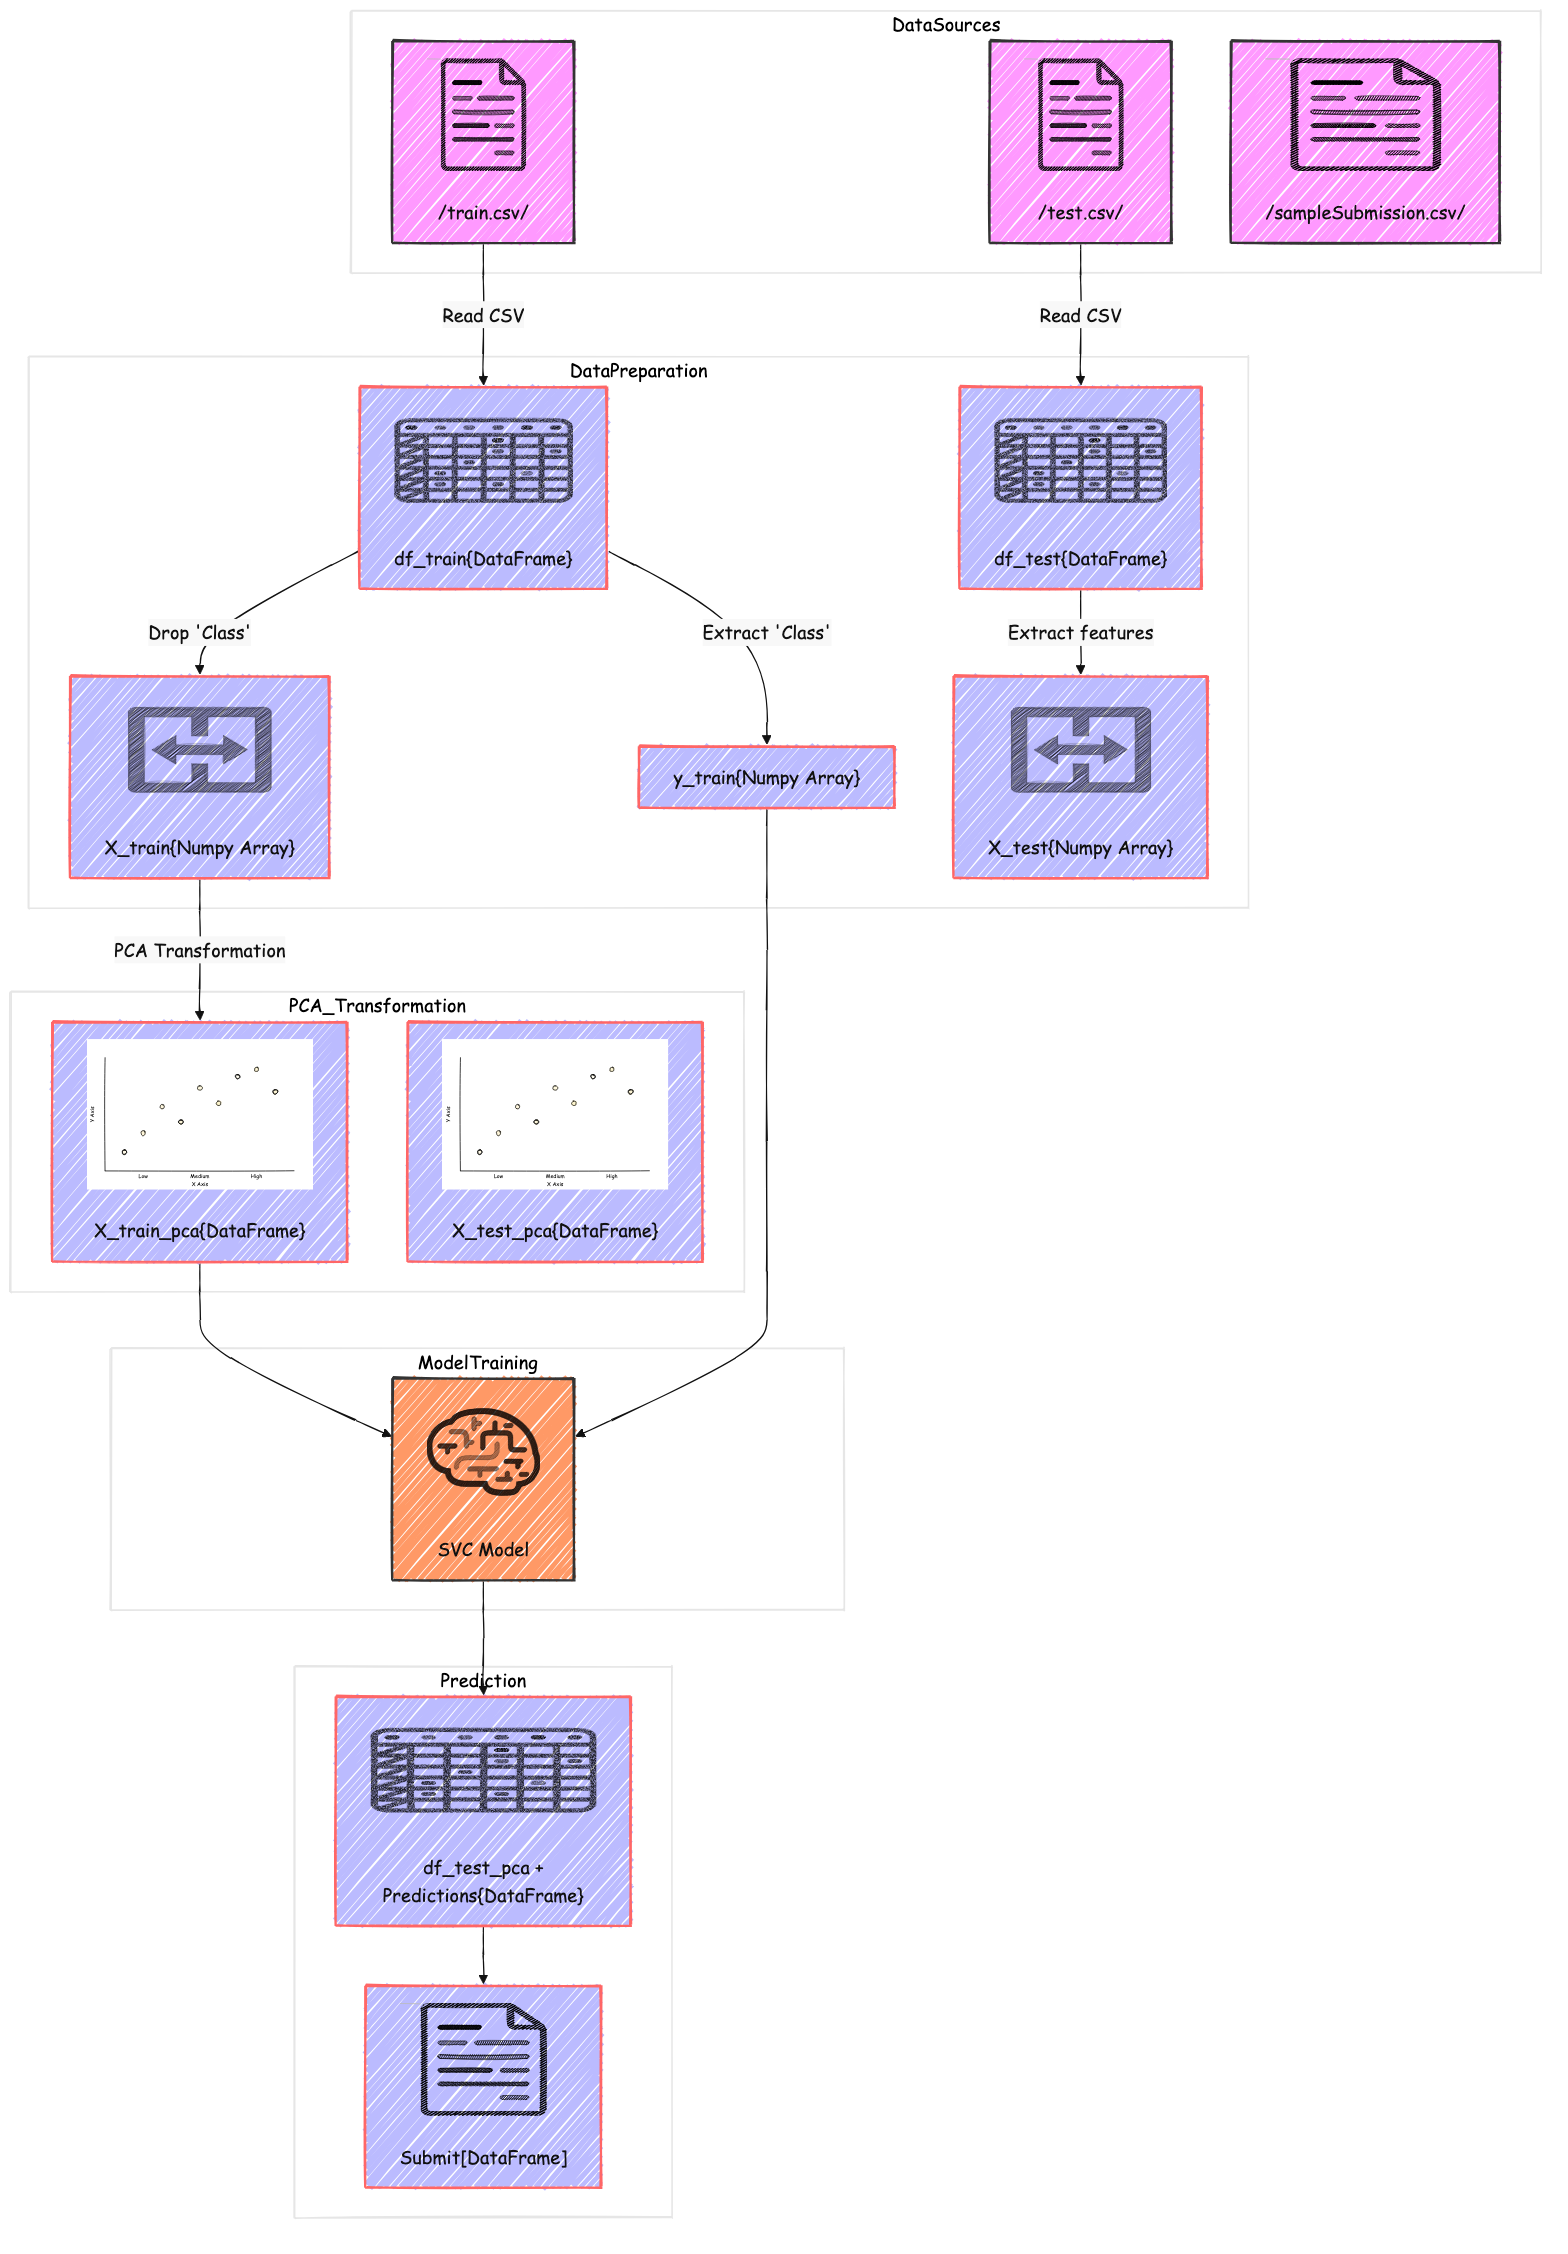 DataSources
/train.csv/
/test.csv/
/sampleSubmission.csv/
Read CSV
Read CSV
DataPreparation
df_train{DataFrame}
df_test{DataFrame}
Drop 'Class'
Extract 'Class'
Extract features
X_train{Numpy Array}
y_train{Numpy Array}
X_test{Numpy Array}
PCA Transformation
PCA_Transformation
Y Axis
Low Medium High
X Axis
X_train_pca{DataFrame}
Y Axis
Low Medium High
X Axis
X_test_pca{DataFrame}
ModelTraining
SVC Model
Prediction
df_test_pca +
Predictions{DataFrame}
Submit[DataFrame]